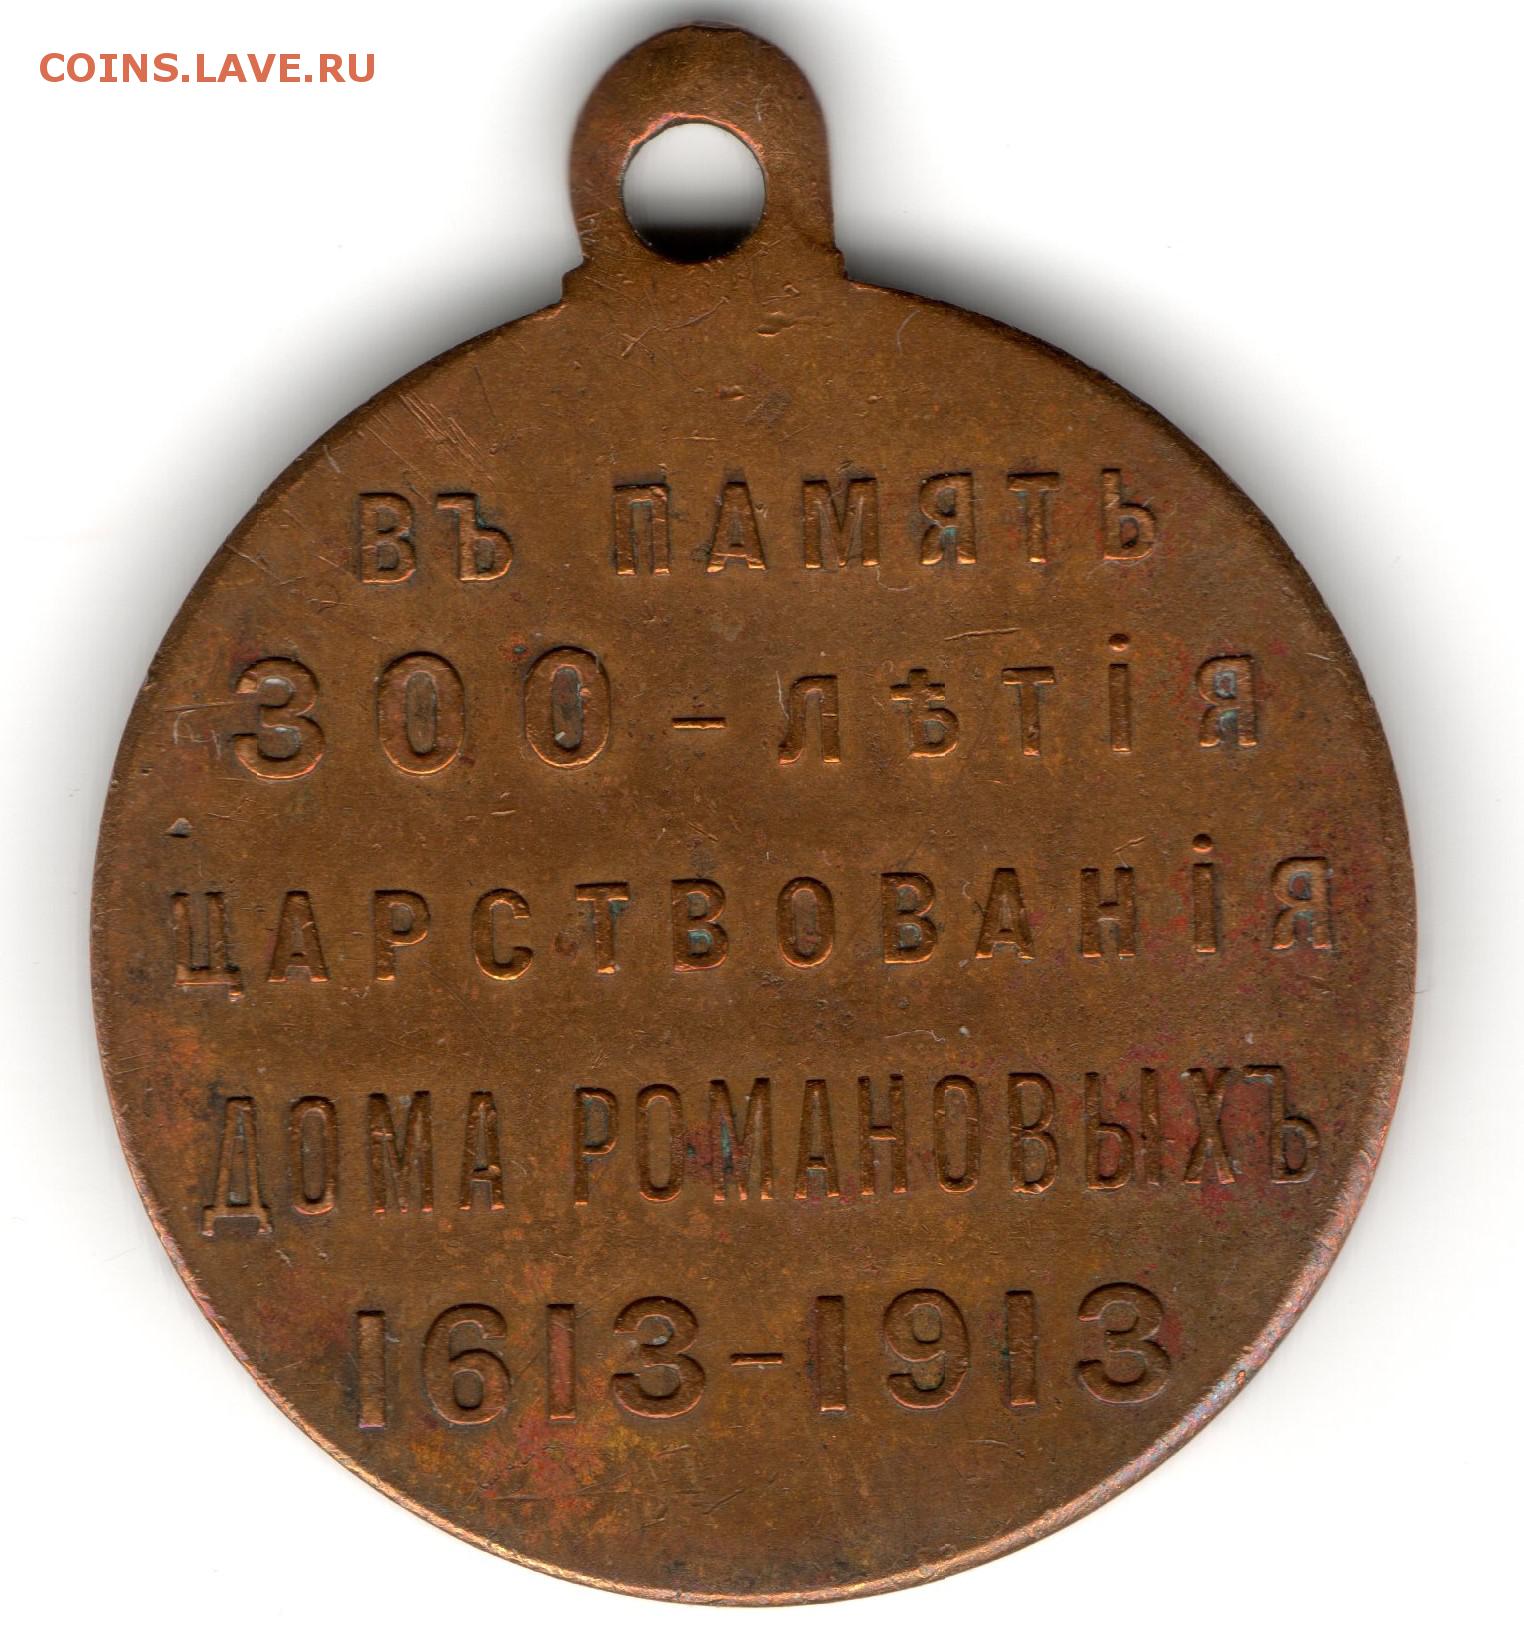 COINS.LAVE.RU
ВЪ ПАМЯТЬ
300-лѢтіЯ
ЦАРСТВОВАНіЯ
ДОМА РОМАНОВЫХЪ
1613-1913